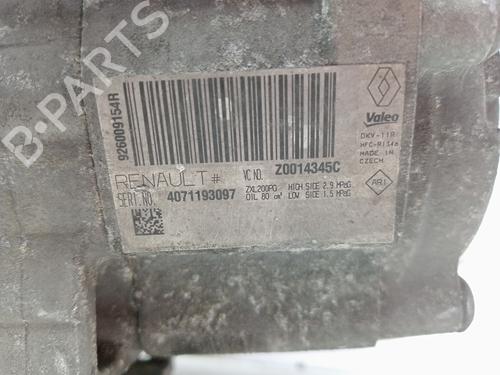 B-PARTS
926009154R
RENAULT #
VC NO. Z0014345C
SERI.NO. 4071193097
ZXL200PG HIGH SIDE 2.9 MPaG
OIL 80 cm³ LOW SIDE 1.5 MPaG
Valeo
DKV-11R
HFC-R134a
MADE IN
CZECH.
ARI